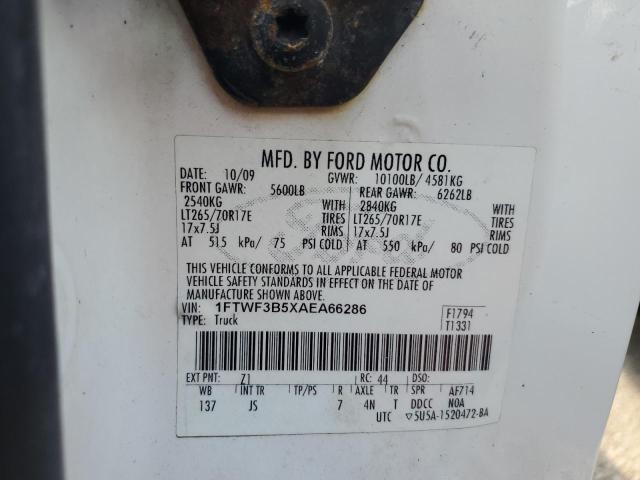 MFD. BY FORD MOTOR CO.
DATE: 10/09 GVWR: 10100LB/ 4581KG
FRONT GAWR: 5600LB REAR GAWR: 6262LB
2540KG WITH 2840KG WITH
LT265/70R17E TIRES LT265/70R17E TIRES
17x7.5J RIMS 17x7.5J RIMS
AT 515 kPa/ 75 PSI COLD AT 550 kPa/ 80 PSI COLD
Ford
THIS VEHICLE CONFORMS TO ALL APPLICABLE FEDERAL MOTOR
VEHICLE SAFETY STANDARDS IN EFFECT ON THE DATE OF
MANUFACTURE SHOWN ABOVE.
VIN: 1FTWF3B5XAEA66286 F1794
TYPE: Truck T1331
EXT PNT: Z1 RC: 44 DSO:
WB INT TR TP/PS R AXLE TR SPR AF714
137 JS 7 4N T DDCC NOA
UTC ▽5U5A-1520472-BA